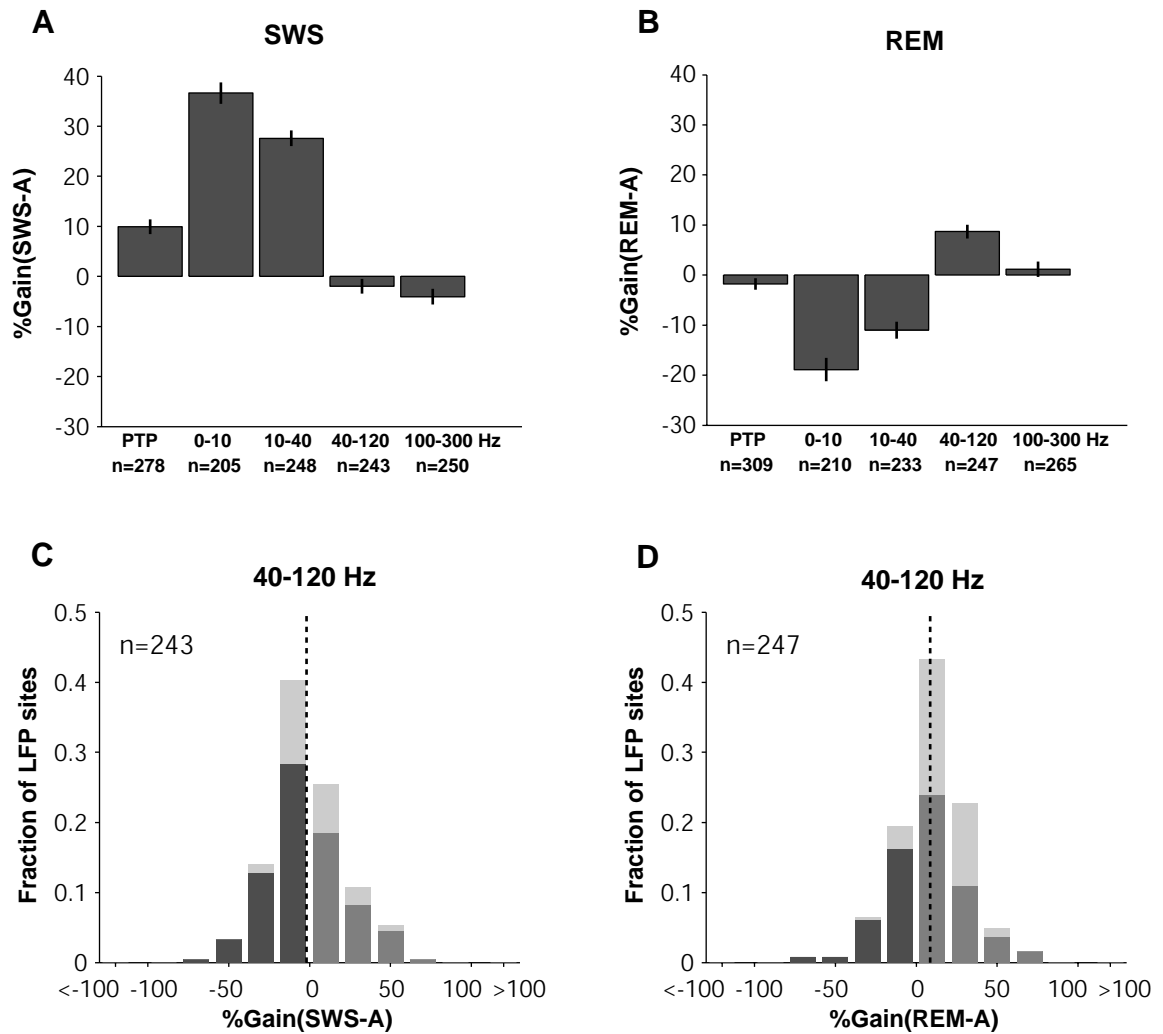 A
SWS
%Gain(SWS-A)
40
30
20
10
0
-10
-20
-30
PTP 0-10 10-40 40-120 100-300 Hz
n=278 n=205 n=248 n=243 n=250
B
REM
%Gain(REM-A)
40
30
20
10
0
-10
-20
-30
PTP 0-10 10-40 40-120 100-300 Hz
n=309 n=210 n=233 n=247 n=265
C
40-120 Hz
n=243
Fraction of LFP sites
0.5
0.4
0.3
0.2
0.1
0
<-100 -100 -50 0 50 100 >100
%Gain(SWS-A)
D
40-120 Hz
n=247
Fraction of LFP sites
0.5
0.4
0.3
0.2
0.1
0
<-100 -100 -50 0 50 100 >100
%Gain(REM-A)